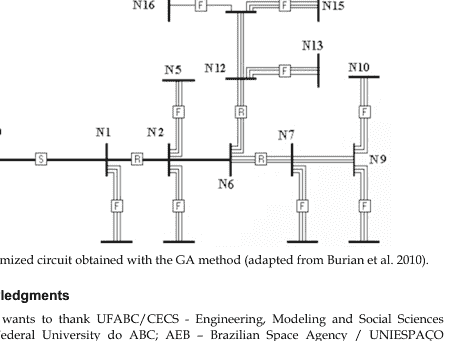 N16
F
F
N15
N13
N5
N12
F
N10
F
R
F
N1
N2
N7
S
R
R
N9
N6
F
F
F
F
mized circuit obtained with the GA method (adapted from Burian et al. 2010).
ledgments
wants to thank UFABC/CECS - Engineering, Modeling and Social Sciences
Federal University do ABC; AEB – Brazilian Space Agency / UNIESPAÇO